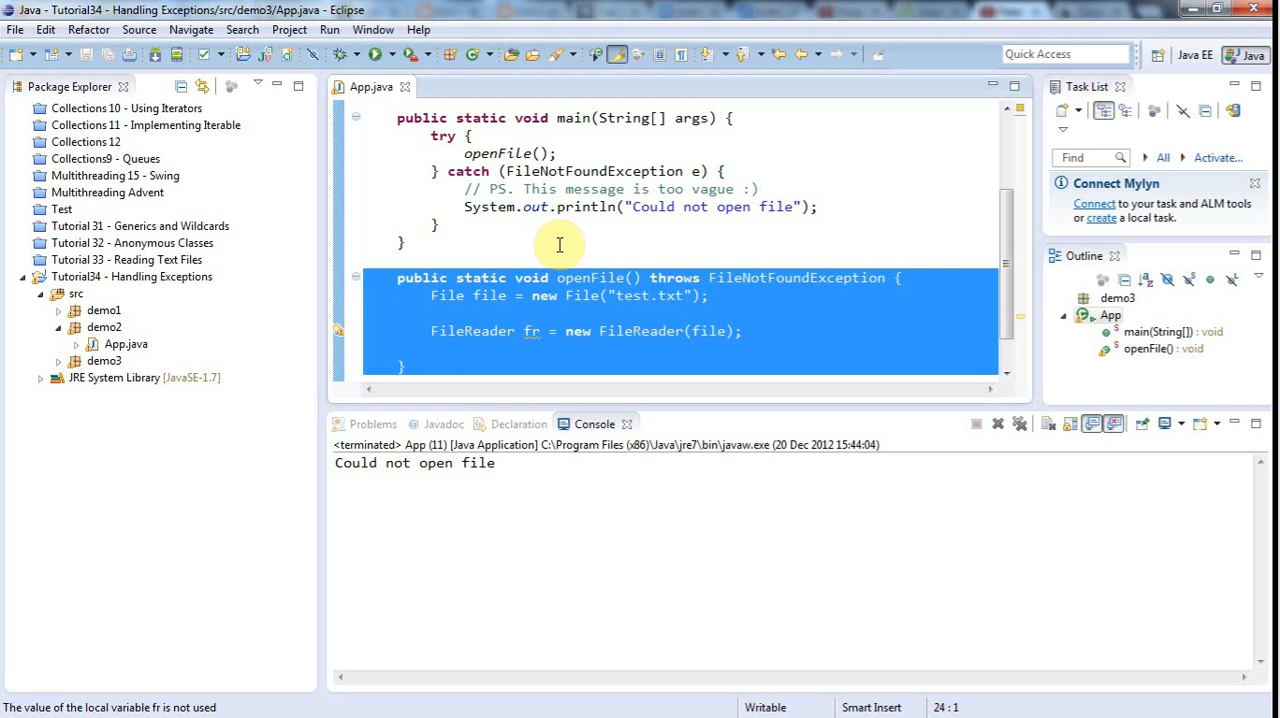 Java - Tutorial34 - Handling Exceptions/src/demo3/App.java - Eclipse
File Edit Refactor Source Navigate Search Project Run Window Help
Quick Access
Java EE
Java
Package Explorer
Collections 10 - Using Iterators
Collections 11 - Implementing Iterable
Collections 12
Collections9 - Queues
Multithreading 15 - Swing
Multithreading Advent
Test
Tutorial 31 - Generics and Wildcards
Tutorial 32 - Anonymous Classes
Tutorial 33 - Reading Text Files
Tutorial34 - Handling Exceptions
src
demo1
demo2
App.java
demo3
JRE System Library [JavaSE-1.7]
App.java
public static void main(String[] args) {
try {
openFile();
} catch (FileNotFoundException e) {
// PS. This message is too vague :)
System.out.println("Could not open file");
}
}
public static void openFile() throws FileNotFoundException {
File file = new File("test.txt");
FileReader fr = new FileReader(file);
}
Task List
Find
All
Activate...
Connect Mylyn
Connect to your task and ALM tools
or create a local task.
Outline
demo3
App
main(String[]) : void
openFile() : void
Problems
Javadoc
Declaration
Console
<terminated> App (11) [Java Application] C:\Program Files (x86)\Java\jre7\bin\javaw.exe (20 Dec 2012 15:44:04)
Could not open file
The value of the local variable fr is not used
Writable
Smart Insert
24 : 1